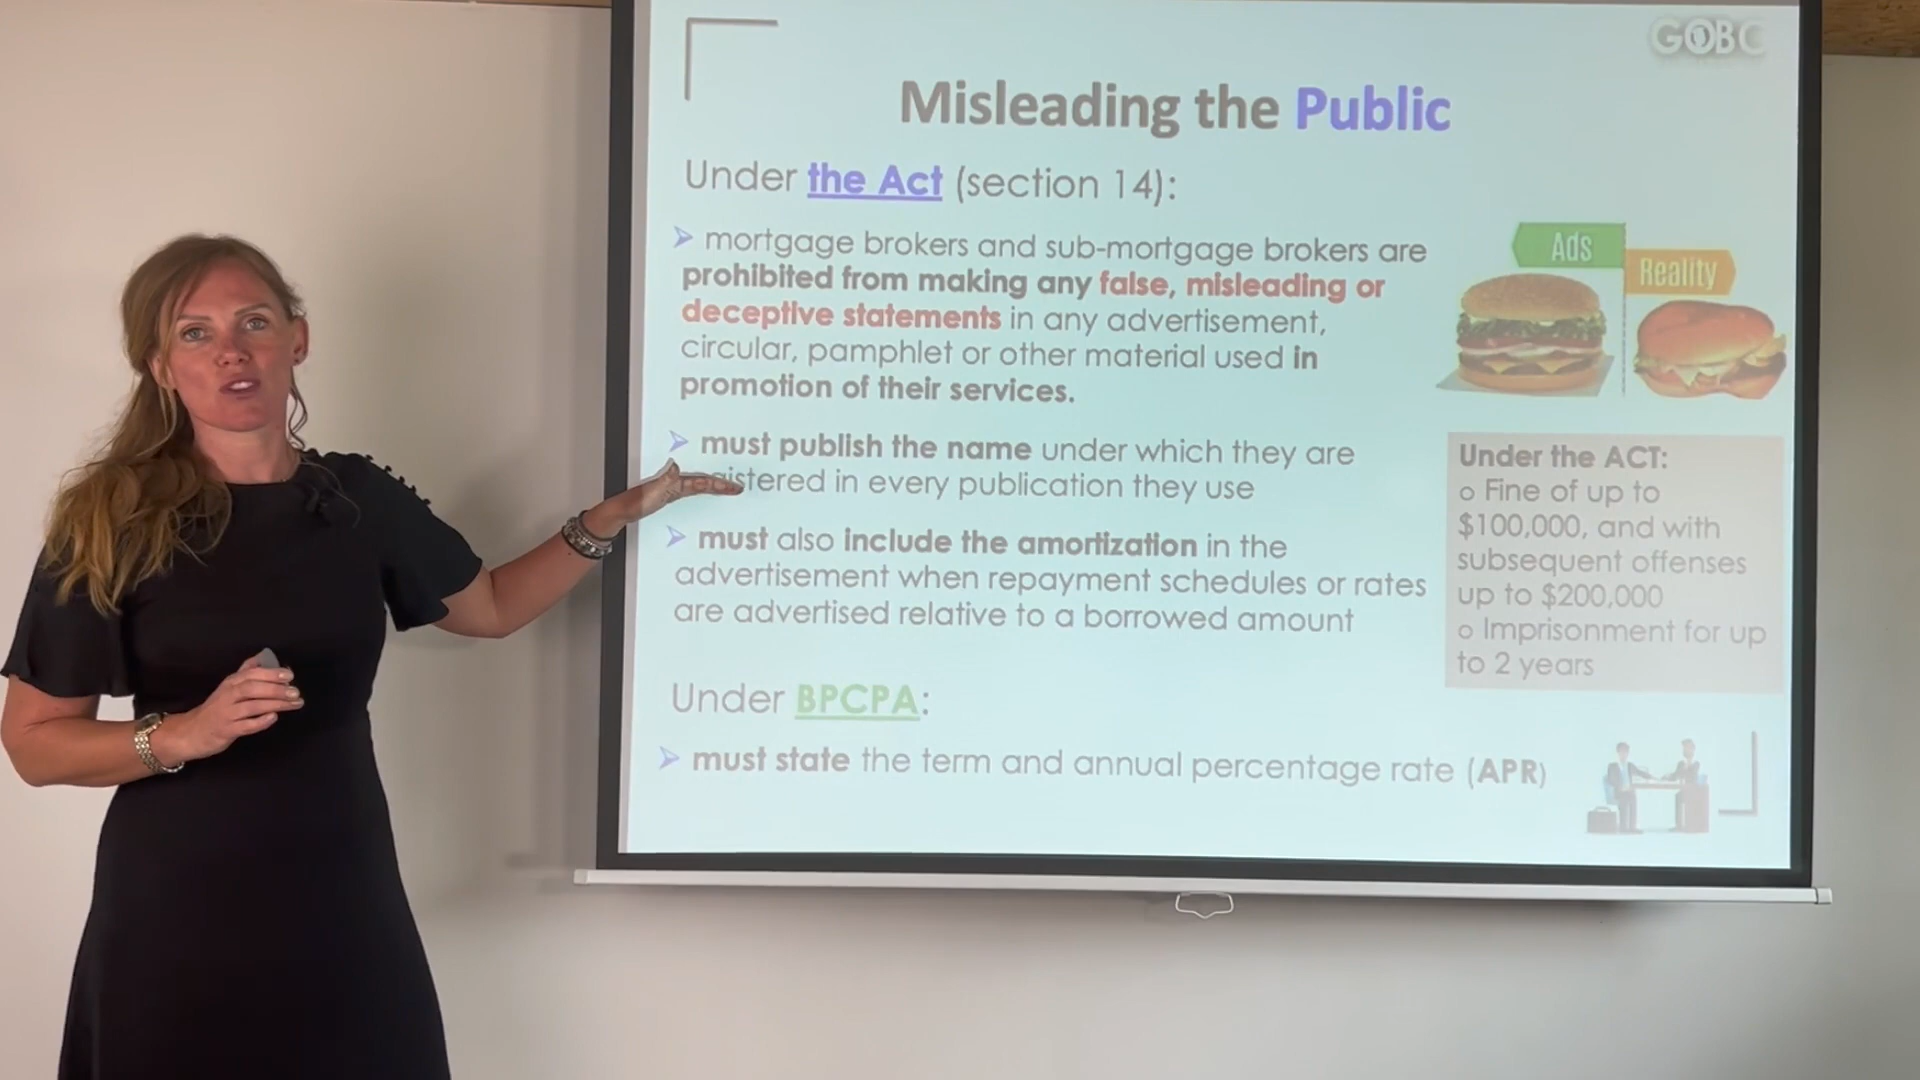 GOBC
Misleading the Public
Under the Act (section 14):
mortgage brokers and sub-mortgage brokers are
prohibited from making any false, misleading or
deceptive statements in any advertisement,
circular, pamphlet or other material used in
promotion of their services.
Ads
Reality
must publish the name under which they are
registered in every publication they use
must also include the amortization in the
advertisement when repayment schedules or rates
are advertised relative to a borrowed amount
Under the ACT:
o Fine of up to
$100,000, and with
subsequent offenses
up to $200,000
o Imprisonment for up
to 2 years
Under BPCPA:
must state the term and annual percentage rate (APR)